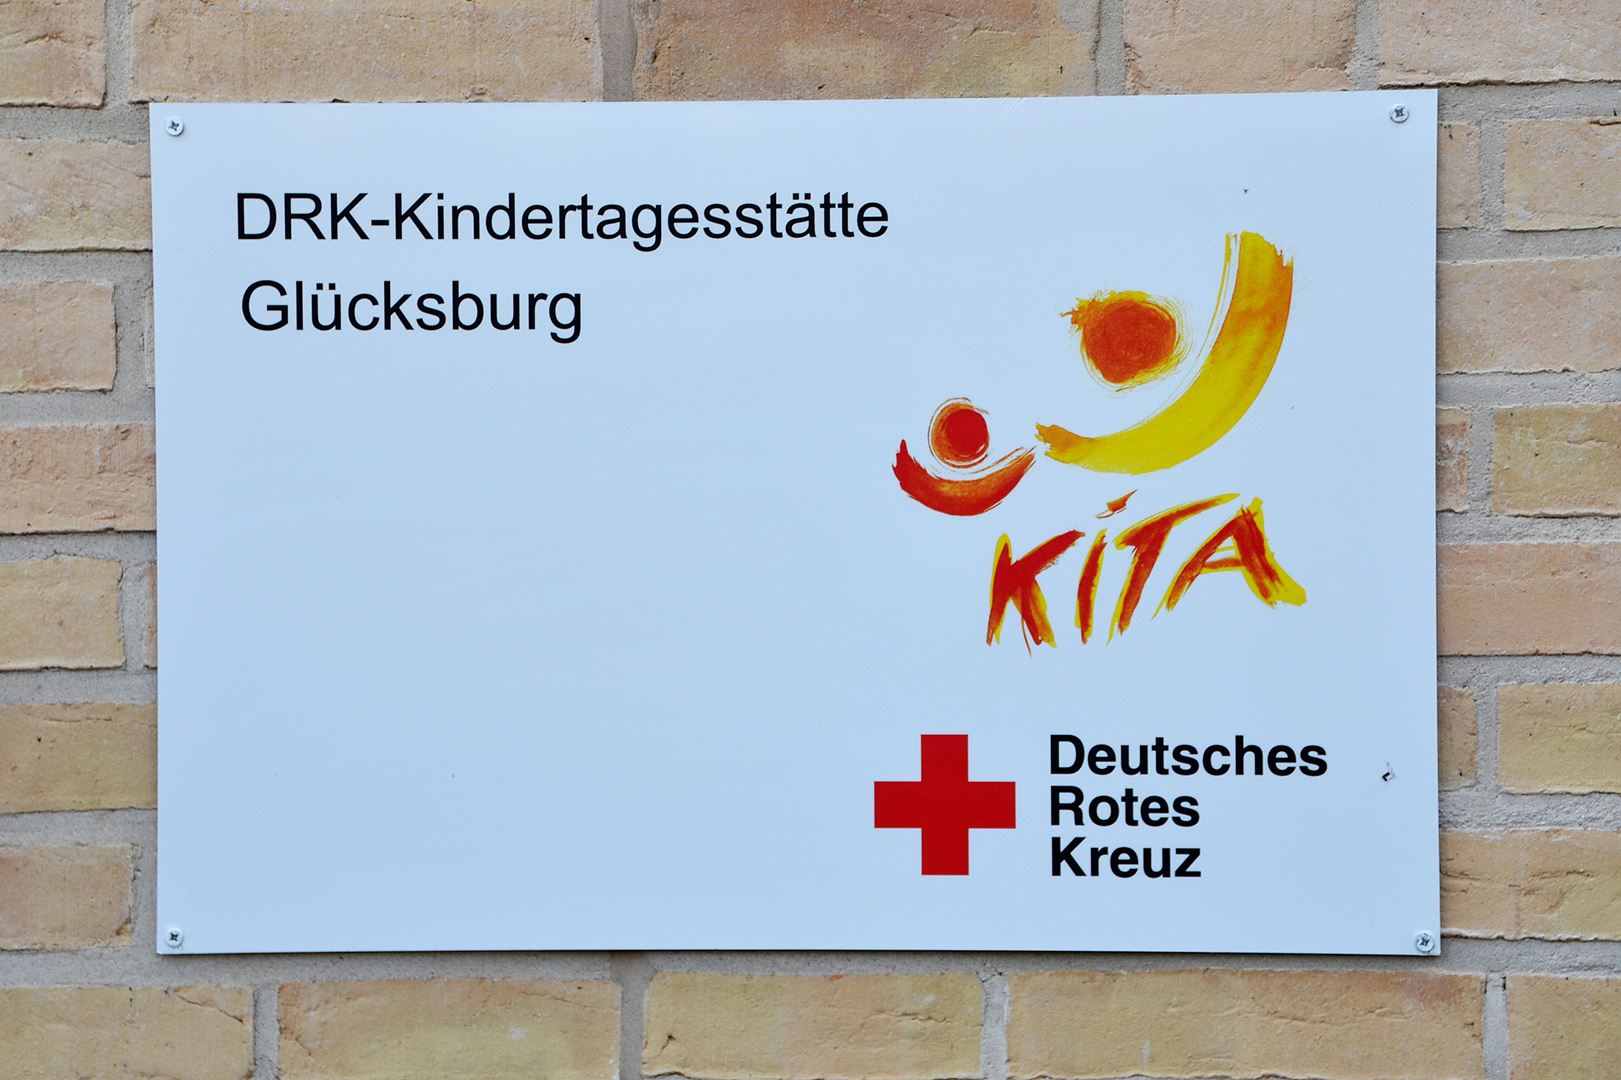 DRK-Kindertagesstätte
Glücksburg
KiTA
Deutsches
Rotes
Kreuz